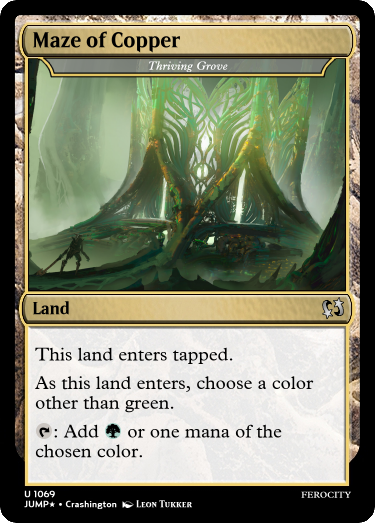 Maze of Copper
Thriving Grove
Land
This land enters tapped.
As this land enters, choose a color
other than green.
: Add or one mana of the
chosen color.
U 1069
FEROCITY
JUMP★ • Crashington LEON TUKKER